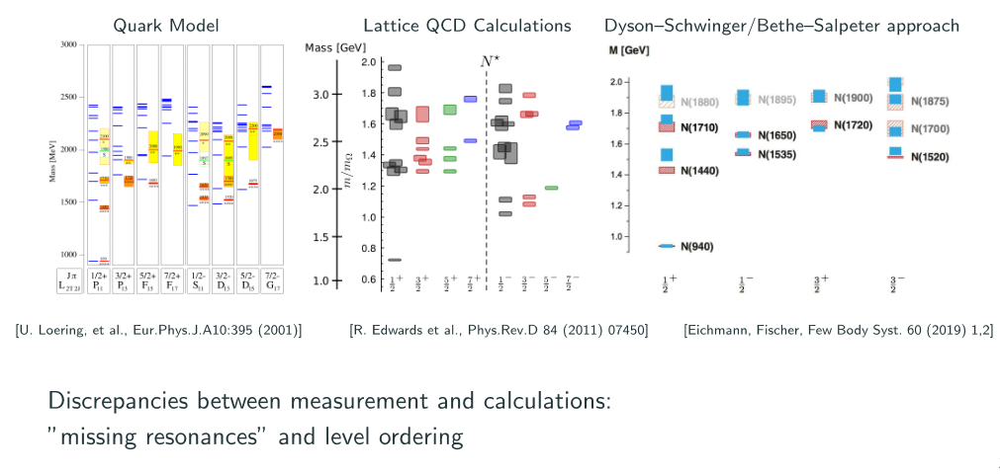 Quark Model
Lattice QCD Calculations
Dyson–Schwinger/Bethe–Salpeter approach
3000
2500
2000
1500
1000
Mass [MeV]
Jπ 1/2+ 3/2+ 5/2+ 7/2+ 1/2- 3/2- 5/2- 7/2-
L 2T 2J P11 P13 F15 F17 S11 D13 D15 G17
Mass [GeV]
3.0
2.5
2.0
1.5
1.0
m/mΩ
2.0
1.8
1.6
1.4
1.2
1.0
0.8
0.6
N*
1/2+ 3/2+ 5/2+ 7/2+ 1/2− 3/2− 5/2− 7/2−
M [GeV]
2.0
1.8
1.6
1.4
1.2
1.0
N(1880)
N(1710)
N(1440)
N(940)
N(1895)
N(1650)
N(1535)
N(1900)
N(1720)
N(1875)
N(1700)
N(1520)
1/2+ 1/2− 3/2+ 3/2−
[U. Loering, et al., Eur.Phys.J.A10:395 (2001)]
[R. Edwards et al., Phys.Rev.D 84 (2011) 07450]
[Eichmann, Fischer, Few Body Syst. 60 (2019) 1,2]
Discrepancies between measurement and calculations:
"missing resonances" and level ordering